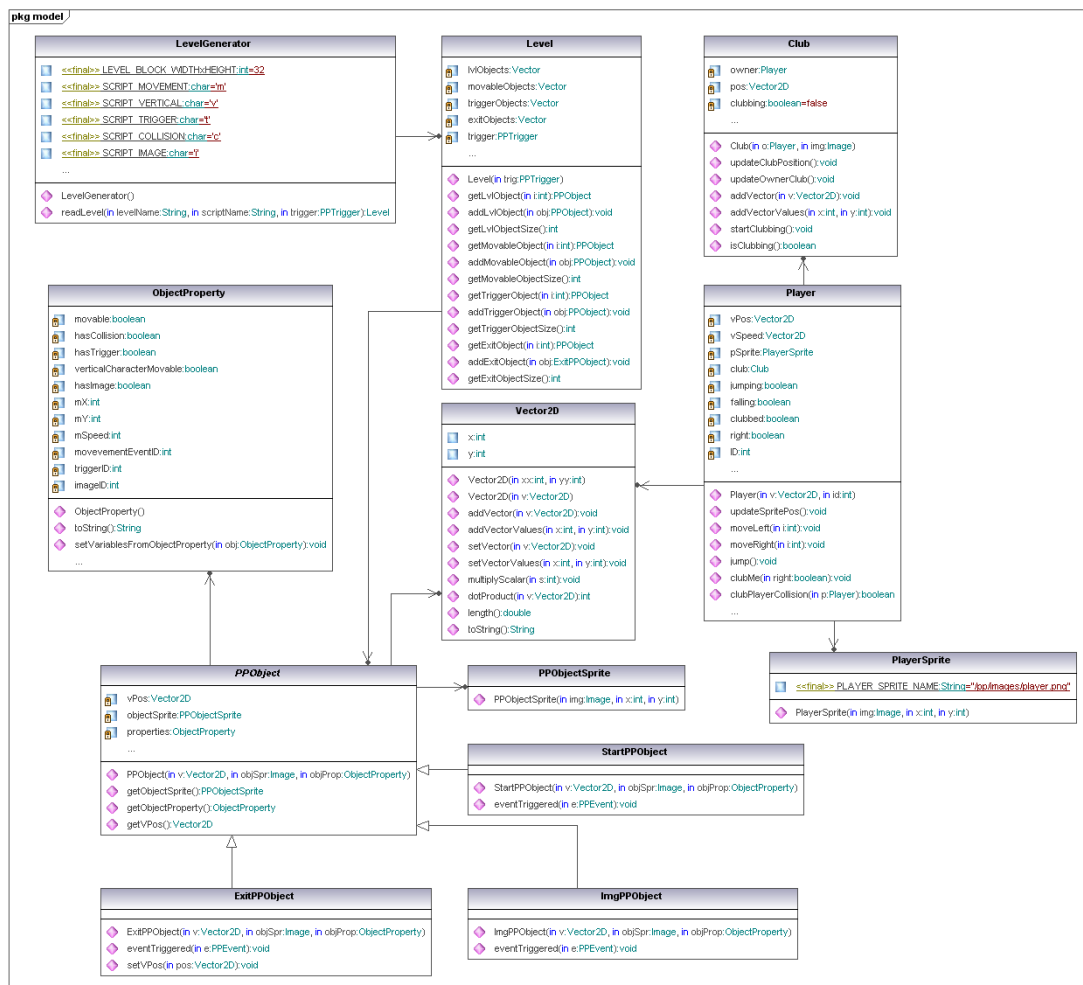 pkg model
LevelGenerator
<<final>> LEVEL_BLOCK_WIDTHxHEIGHT:int=32
<<final>> SCRIPT_MOVEMENT:char='m'
<<final>> SCRIPT_VERTICAL:char='v'
<<final>> SCRIPT_TRIGGER:char='t'
<<final>> SCRIPT_COLLISION:char='c'
<<final>> SCRIPT_IMAGE:char='i'
...
LevelGenerator()
readLevel(in levelName:String, in scriptName:String, in trigger:PPTrigger):Level
Level
lvlObjects:Vector
movableObjects:Vector
triggerObjects:Vector
exitObjects:Vector
trigger:PPTrigger
...
Level(in trig:PPTrigger)
getLvlObject(in i:int):PPObject
addLvlObject(in obj:PPObject):void
getLvlObjectSize():int
getMovableObject(in i:int):PPObject
addMovableObject(in obj:PPObject):void
getMovableObjectSize():int
getTriggerObject(in i:int):PPObject
addTriggerObject(in obj:PPObject):void
getTriggerObjectSize():int
getExitObject(in i:int):PPObject
addExitObject(in obj:ExitPPObject):void
getExitObjectSize():int
Club
owner:Player
pos:Vector2D
clubbing:boolean=false
...
Club(in o:Player, in img:Image)
updateClubPosition():void
updateOwnerClub():void
addVector(in v:Vector2D):void
addVectorValues(in x:int, in y:int):void
startClubbing():void
isClubbing():boolean
ObjectProperty
movable:boolean
hasCollision:boolean
hasTrigger:boolean
verticalCharacterMovable:boolean
hasImage:boolean
mX:int
mY:int
mSpeed:int
movevementEventID:int
triggerID:int
imageID:int
ObjectProperty()
toString():String
setVariablesFromObjectProperty(in obj:ObjectProperty):void
...
Player
vPos:Vector2D
vSpeed:Vector2D
pSprite:PlayerSprite
club:Club
jumping:boolean
falling:boolean
clubbed:boolean
right:boolean
ID:int
...
Player(in v:Vector2D, in id:int)
updateSpritePos():void
moveLeft(in i:int):void
moveRight(in i:int):void
jump():void
clubMe(in right:boolean):void
clubPlayerCollision(in p:Player):boolean
...
Vector2D
x:int
y:int
Vector2D(in xx:int, in yy:int)
Vector2D(in v:Vector2D)
addVector(in v:Vector2D):void
addVectorValues(in x:int, in y:int):void
setVector(in v:Vector2D):void
setVectorValues(in x:int, in y:int):void
multiplyScalar(in s:int):void
dotProduct(in v:Vector2D):int
length():double
toString():String
PPObject
vPos:Vector2D
objectSprite:PPObjectSprite
properties:ObjectProperty
...
PPObject(in v:Vector2D, in objSpr:Image, in objProp:ObjectProperty)
getObjectSprite():PPObjectSprite
getObjectProperty():ObjectProperty
getVPos():Vector2D
PPObjectSprite
PPObjectSprite(in img:Image, in x:int, in y:int)
PlayerSprite
<<final>> PLAYER_SPRITE_NAME:String="/pp/images/player.png"
PlayerSprite(in img:Image, in x:int, in y:int)
StartPPObject
StartPPObject(in v:Vector2D, in objSpr:Image, in objProp:ObjectProperty)
eventTriggered(in e:PPEvent):void
ExitPPObject
ExitPPObject(in v:Vector2D, in objSpr:Image, in objProp:ObjectProperty)
eventTriggered(in e:PPEvent):void
setVPos(in pos:Vector2D):void
ImgPPObject
ImgPPObject(in v:Vector2D, in objSpr:Image, in objProp:ObjectProperty)
eventTriggered(in e:PPEvent):void